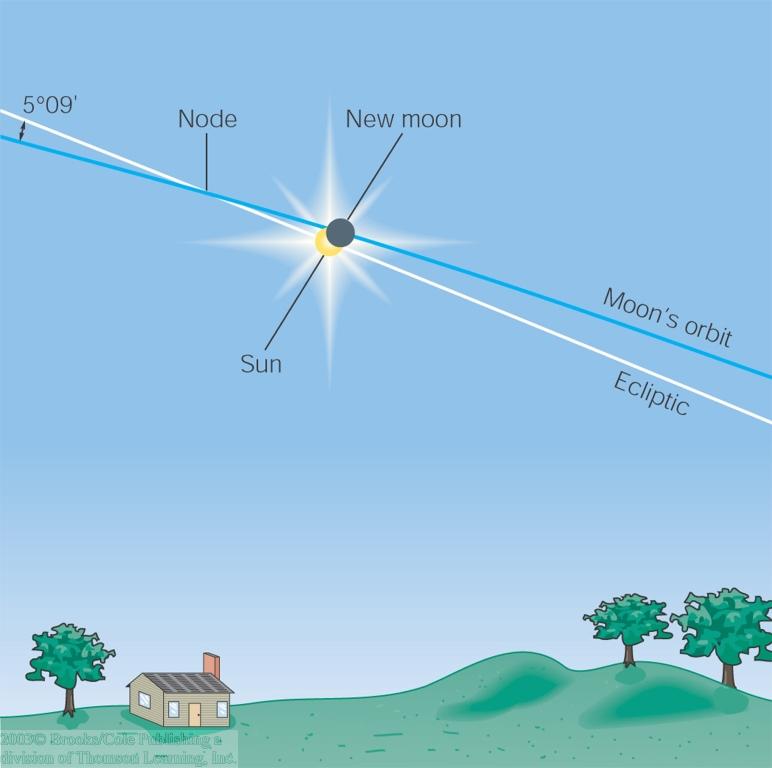 5°09'
Node
New moon
Sun
Moon's orbit
Ecliptic
2003© Brooks/Cole Publishing a
division of Thomson Learning, Inc.